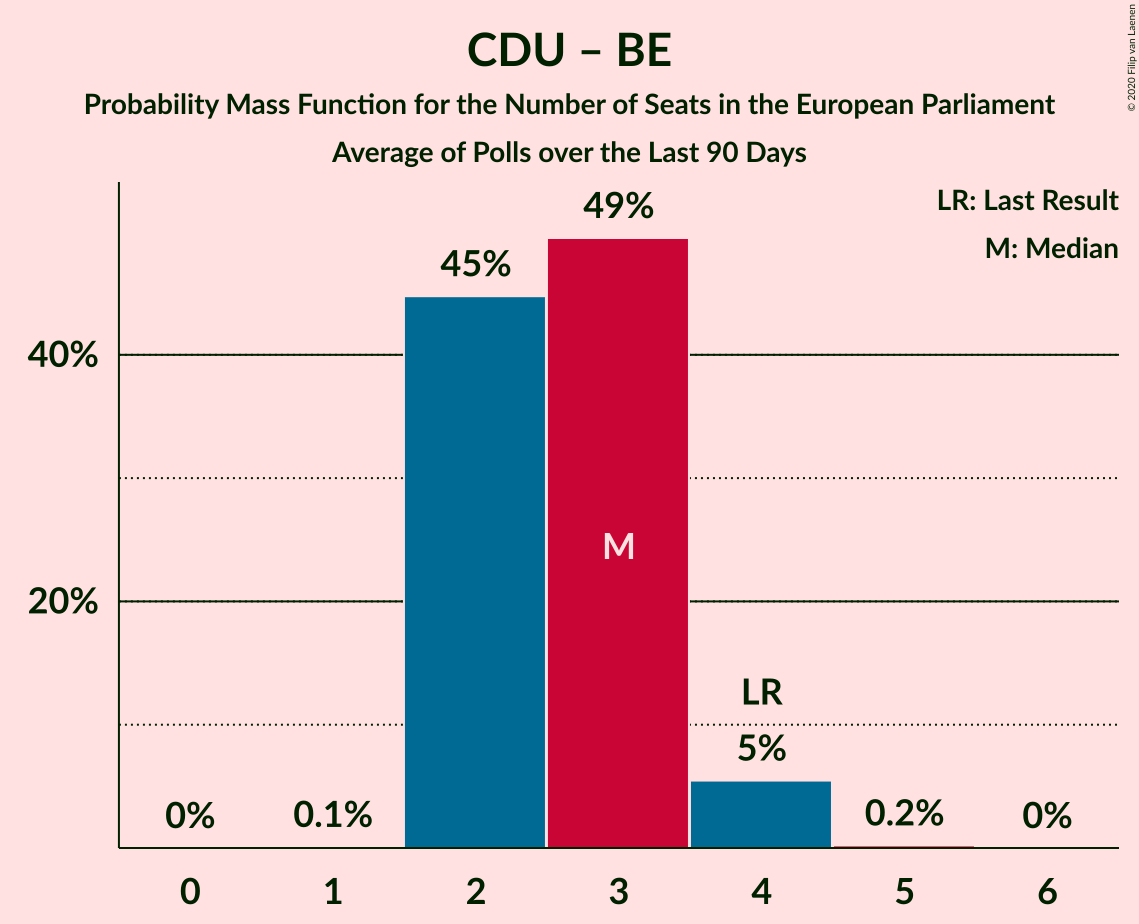 CDU – BE
Probability Mass Function for the Number of Seats in the European Parliament
Average of Polls over the Last 90 Days
© 2020 Filip van Laenen
LR: Last Result
M: Median
49%
45%
40%
M
20%
LR
5%
0%
0.1%
0.2%
0%
0 1 2 3 4 5 6